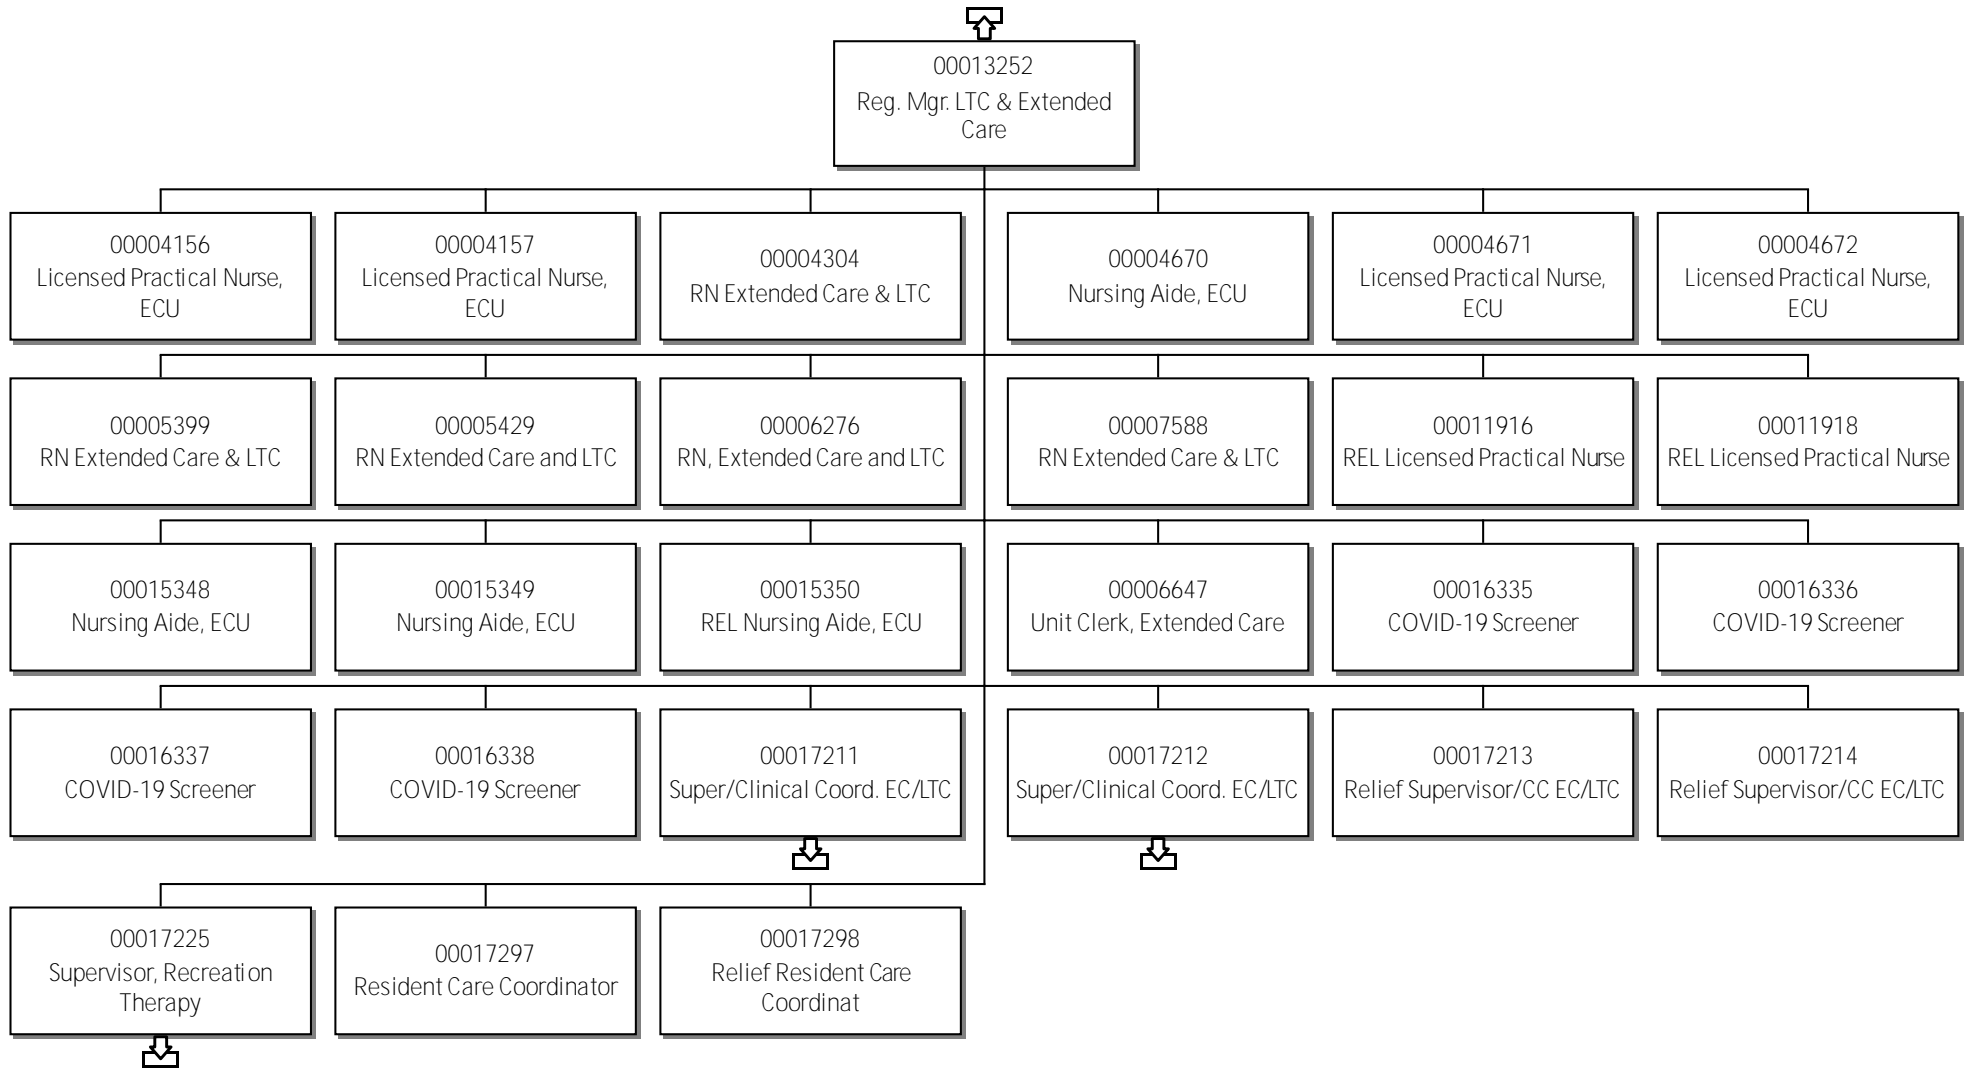 00013252
Reg. Mgr. LTC & Extended
Care
00004156
Licensed Practical Nurse,
ECU
00004157
Licensed Practical Nurse,
ECU
00004304
RN Extended Care & LTC
00004670
Nursing Aide, ECU
00004671
Licensed Practical Nurse,
ECU
00004672
Licensed Practical Nurse,
ECU
00005399
RN Extended Care & LTC
00005429
RN Extended Care and LTC
00006276
RN, Extended Care and LTC
00007588
RN Extended Care & LTC
00011916
REL Licensed Practical Nurse
00011918
REL Licensed Practical Nurse
00015348
Nursing Aide, ECU
00015349
Nursing Aide, ECU
00015350
REL Nursing Aide, ECU
00006647
Unit Clerk, Extended Care
00016335
COVID-19 Screener
00016336
COVID-19 Screener
00016337
COVID-19 Screener
00016338
COVID-19 Screener
00017211
Super/Clinical Coord. EC/LTC
00017212
Super/Clinical Coord. EC/LTC
00017213
Relief Supervisor/CC EC/LTC
00017214
Relief Supervisor/CC EC/LTC
00017225
Supervisor, Recreation
Therapy
00017297
Resident Care Coordinator
00017298
Relief Resident Care
Coordinat